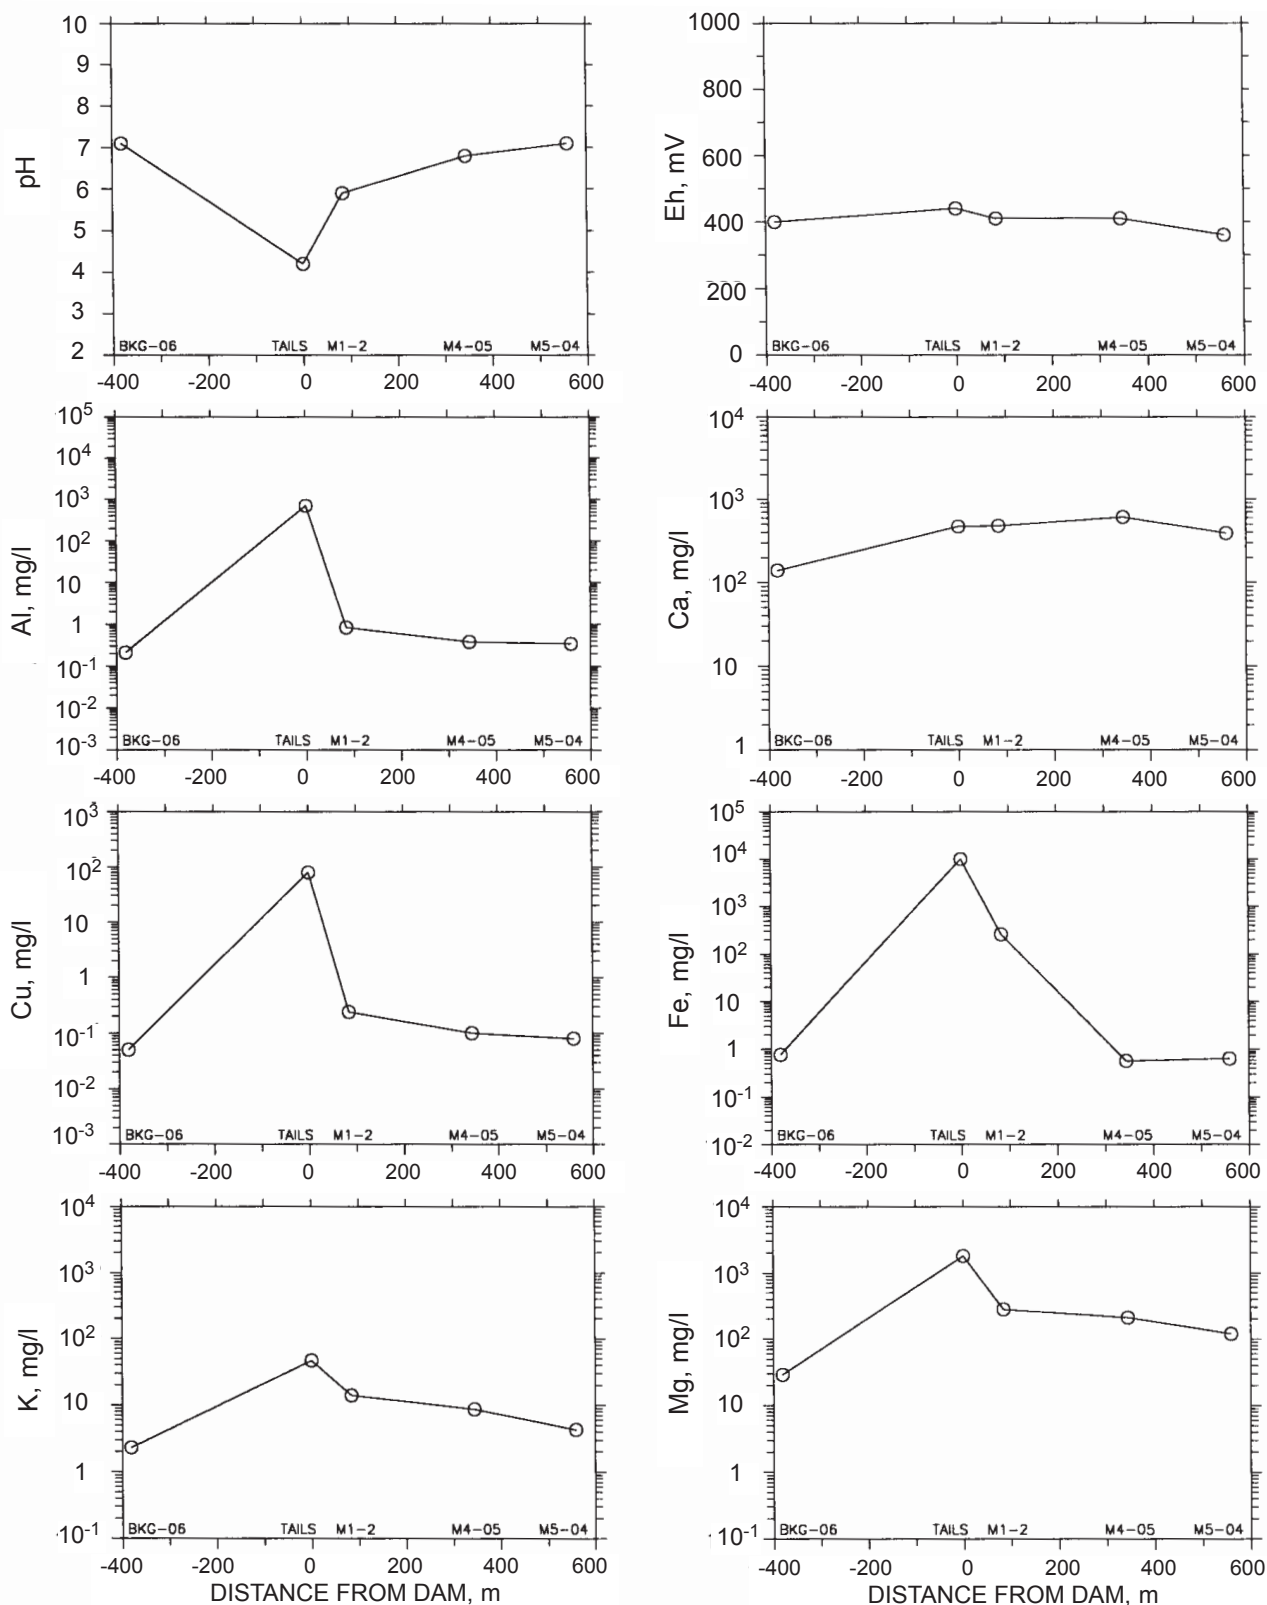 10
9
8
7
6
5
4
3
2
pH
BKG-06 TAILS M1-2 M4-05 M5-04
-400 -200 0 200 400 600
1000
800
600
400
200
0
Eh, mV
BKG-06 TAILS M1-2 M4-05 M5-04
-400 -200 0 200 400 600
10^5
10^4
10^3
10^2
10
1
10^-1
10^-2
10^-3
Al, mg/l
BKG-06 TAILS M1-2 M4-05 M5-04
-400 -200 0 200 400 600
10^4
10^3
10^2
10
1
Ca, mg/l
BKG-06 TAILS M1-2 M4-05 M5-04
-400 -200 0 200 400 600
10^3
10^2
10
1
10^-1
10^-2
10^-3
Cu, mg/l
BKG-06 TAILS M1-2 M4-05 M5-04
-400 -200 0 200 400 600
10^5
10^4
10^3
10^2
10
1
10^-1
10^-2
Fe, mg/l
BKG-06 TAILS M1-2 M4-05 M5-04
-400 -200 0 200 400 600
10^4
10^3
10^2
10
1
10^-1
K, mg/l
BKG-06 TAILS M1-2 M4-05 M5-04
-400 -200 0 200 400 600
DISTANCE FROM DAM, m
10^4
10^3
10^2
10
1
10^-1
Mg, mg/l
BKG-06 TAILS M1-2 M4-05 M5-04
-400 -200 0 200 400 600
DISTANCE FROM DAM, m